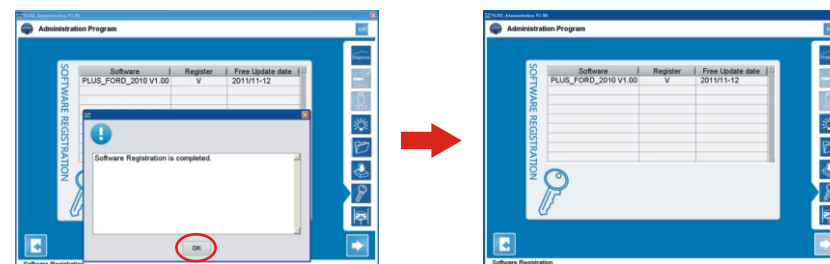 PLUS_Administration V1.00
Administration Program
ESC
SOFTWARE REGISTRATION
Software Register Free Update date
PLUS_FORD_2010 V1.00 V 2011/11-12
Software Registration is completed.
OK
Software Registration
PLUS_Administration V1.00
Administration Program
SOFTWARE REGISTRATION
Software Register Free Update date
PLUS_FORD_2010 V1.00 V 2011/11-12
Software Registration